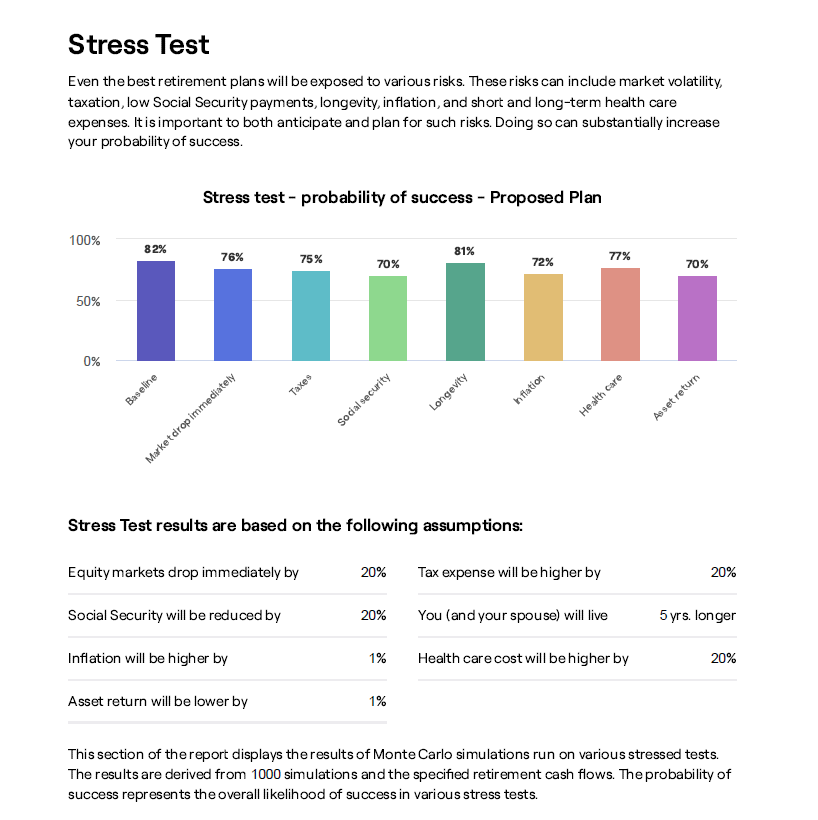 Stress Test
Even the best retirement plans will be exposed to various risks. These risks can include market volatility,
taxation, low Social Security payments, longevity, inflation, and short and long-term health care
expenses. It is important to both anticipate and plan for such risks. Doing so can substantially increase
your probability of success.
Stress test - probability of success - Proposed Plan
100%
50%
0%
82%
76%
75%
70%
81%
72%
77%
70%
Baseline
Market drop immediately
Taxes
Social security
Longevity
Inflation
Health care
Asset return
Stress Test results are based on the following assumptions:
Equity markets drop immediately by 20%
Tax expense will be higher by 20%
Social Security will be reduced by 20%
You (and your spouse) will live 5 yrs. longer
Inflation will be higher by 1%
Health care cost will be higher by 20%
Asset return will be lower by 1%
This section of the report displays the results of Monte Carlo simulations run on various stressed tests.
The results are derived from 1000 simulations and the specified retirement cash flows. The probability of
success represents the overall likelihood of success in various stress tests.